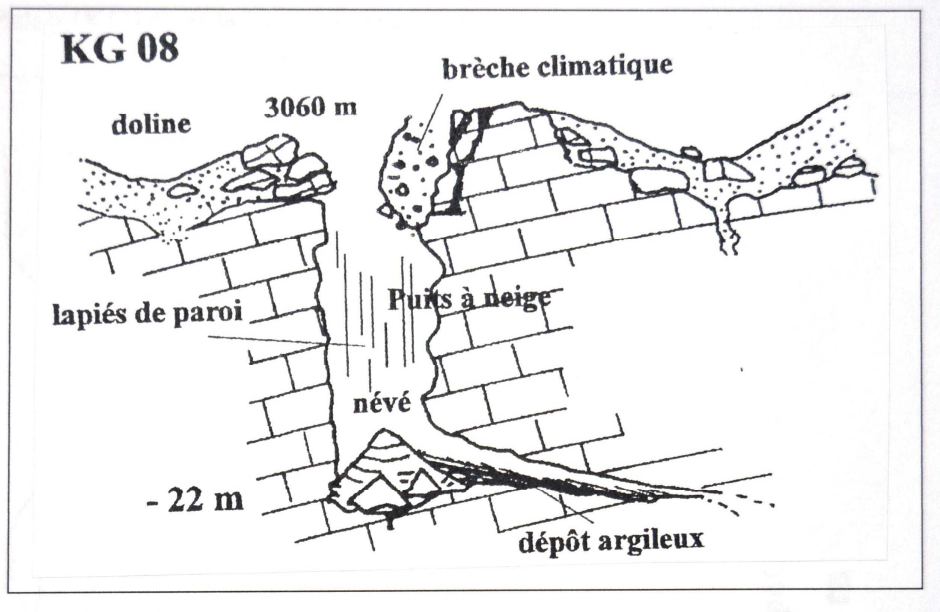 KG 08
brèche climatique
3060 m
doline
Puits à neige
lapiés de paroi
névé
- 22 m
dépôt argileux